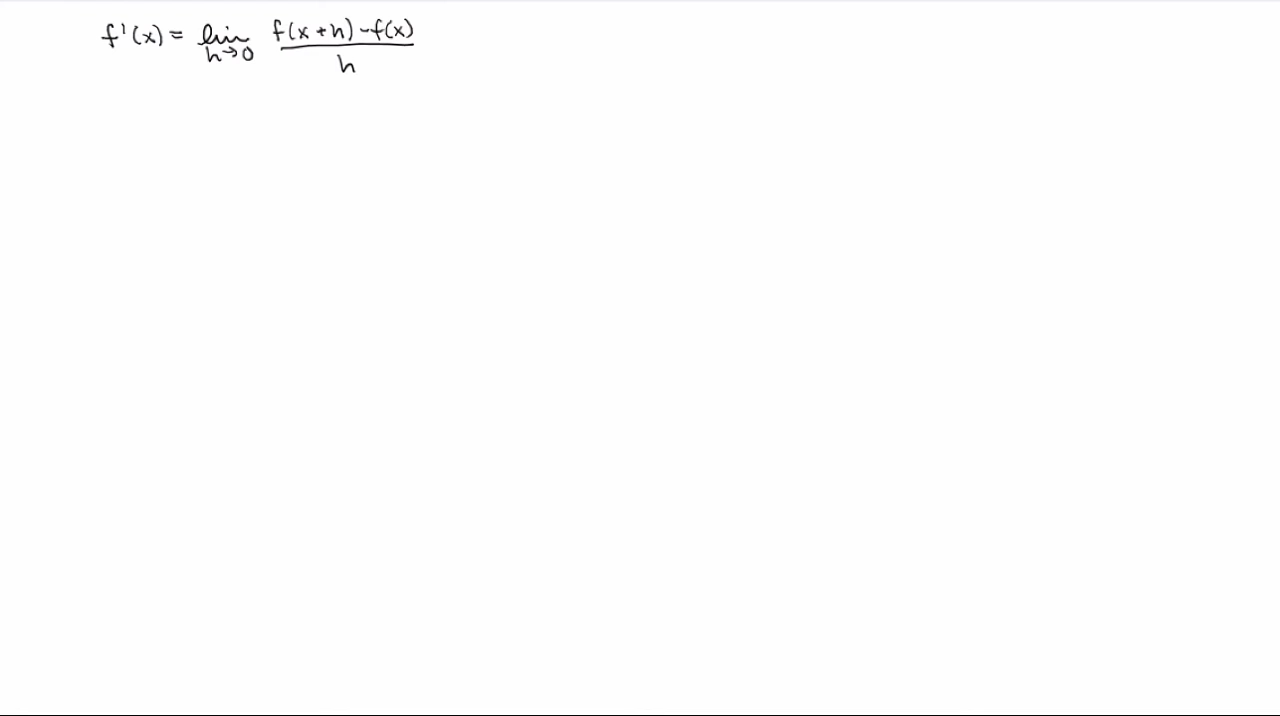 f'(x) = lim h→0 f(x+h)-f(x) / h